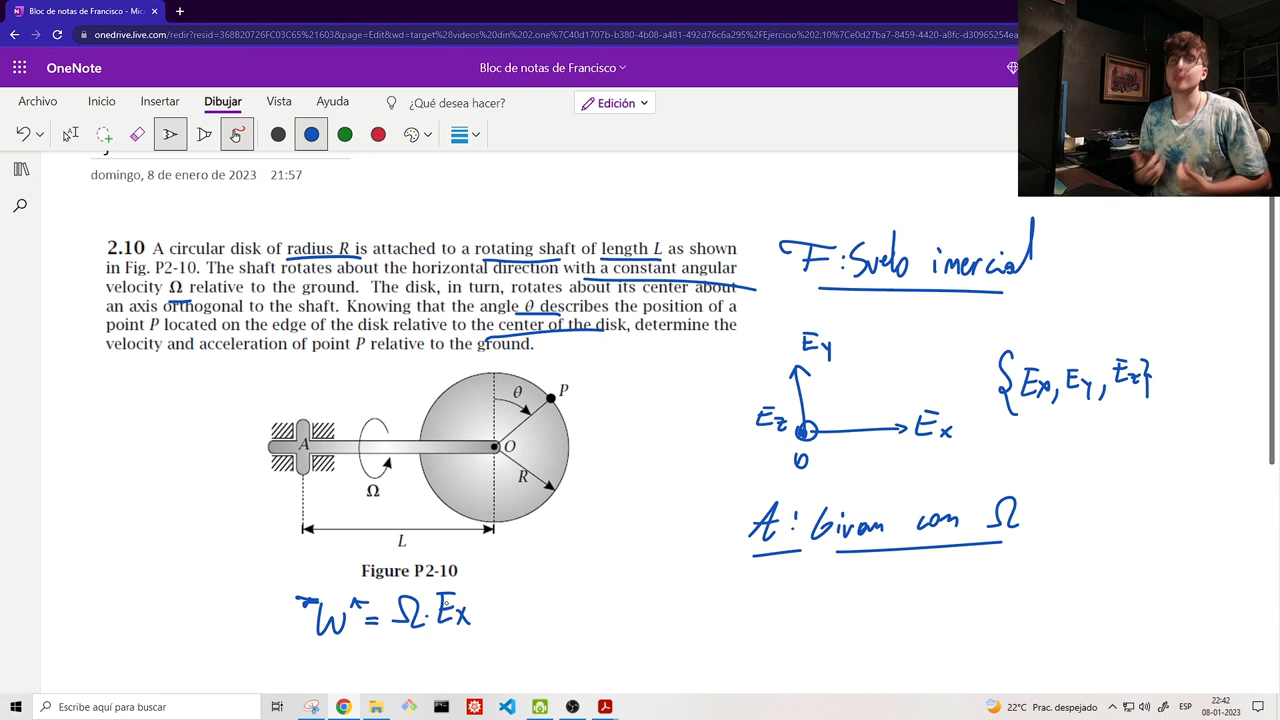 Bloc de notas de Francisco - Mic
onedrive.live.com/redir?resid=368B20726FC03C65%21603&page=Edit&wd=target%28videos%20din%202.one%7C40d1707b-b380-4b08-a481-492d76c6a295%2FEjercicio%202.10%7Ce0d27ba7-8459-4420-a8fc-d30965254ea
OneNote
Bloc de notas de Francisco
Archivo Inicio Insertar Dibujar Vista Ayuda ¿Qué desea hacer? Edición
domingo, 8 de enero de 2023 21:57
2.10 A circular disk of radius R is attached to a rotating shaft of length L as shown
in Fig. P2-10. The shaft rotates about the horizontal direction with a constant angular
velocity Ω relative to the ground. The disk, in turn, rotates about its center about
an axis orthogonal to the shaft. Knowing that the angle θ describes the position of a
point P located on the edge of the disk relative to the center of the disk, determine the
velocity and acceleration of point P relative to the ground.
F: Suelo inercial
Ey
{Ex, Ey, Ez}
Ez
Ex
O
A: Giran con Ω
θ
P
A
O
R
Ω
L
Figure P2-10
W = Ω · Ex
Escribe aquí para buscar
22°C Prac. despejado
ESP
22:42
08-01-2023